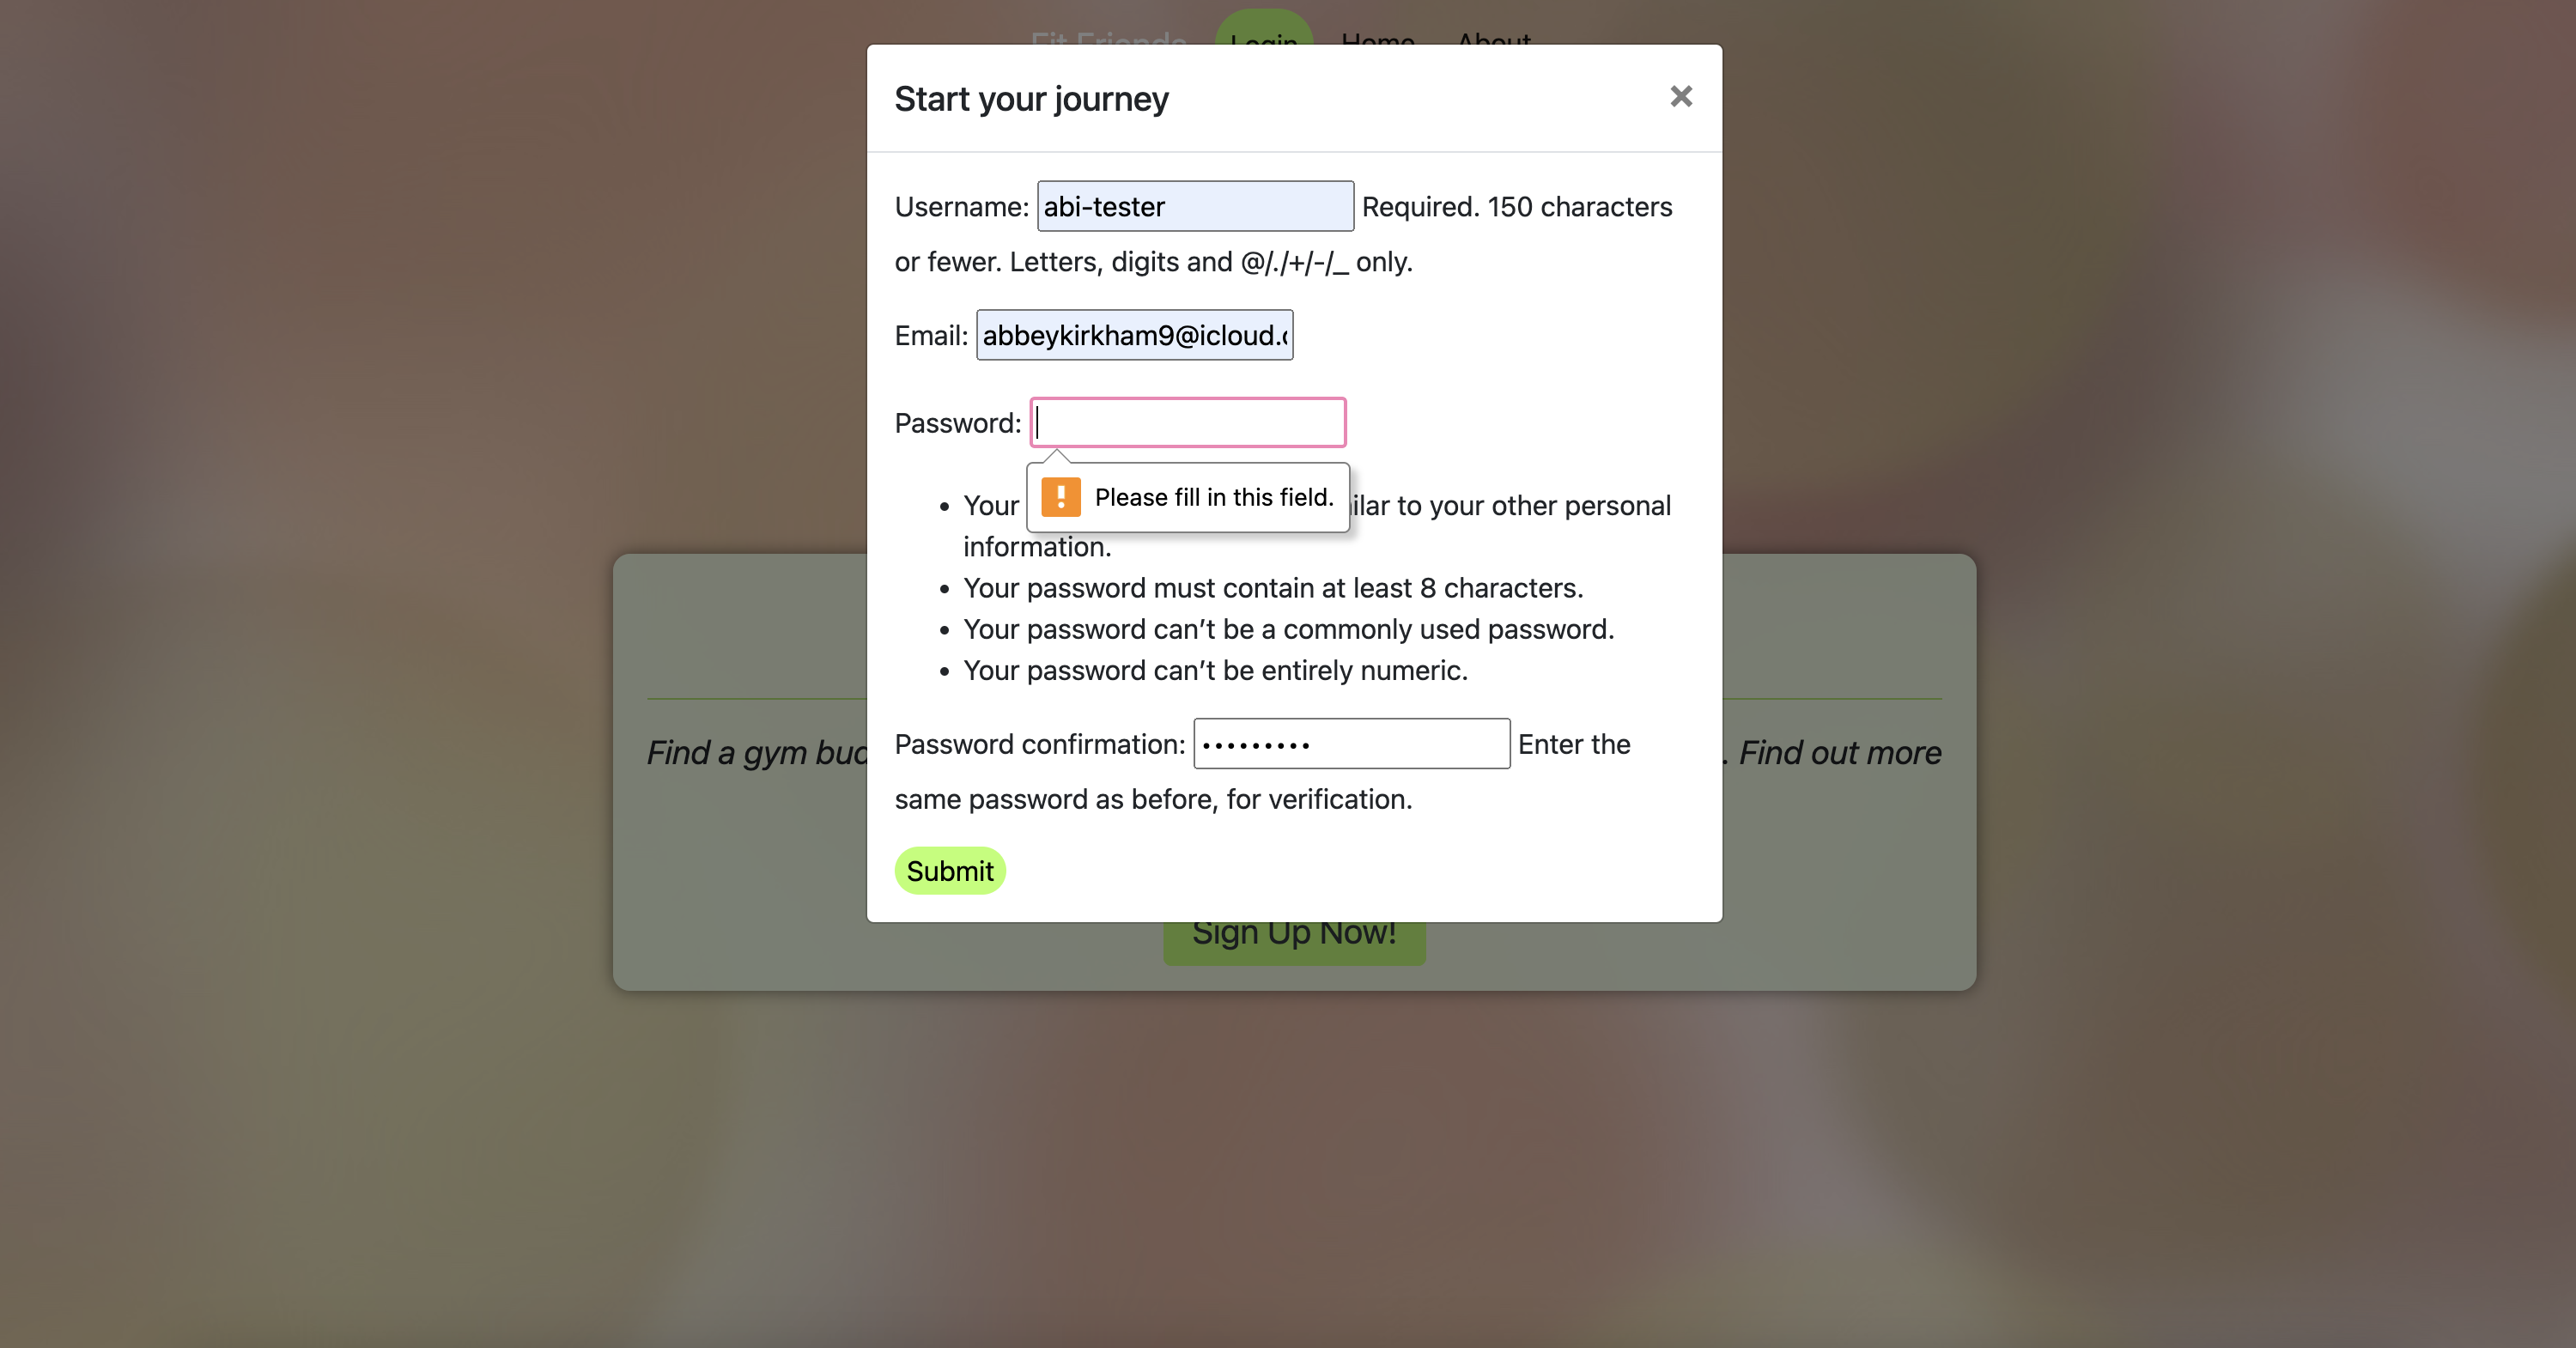 Fit Friends Login Home About
Start your journey ×
Username: abi-tester Required. 150 characters
or fewer. Letters, digits and @/./+/-/_ only.
Email: abbeykirkham9@icloud.
Password:
Please fill in this field.
• Your ilar to your other personal
information.
• Your password must contain at least 8 characters.
• Your password can’t be a commonly used password.
• Your password can’t be entirely numeric.
Password confirmation: ••••••••• Enter the
same password as before, for verification.
Submit
Find a gym bud . Find out more
Sign Up Now!